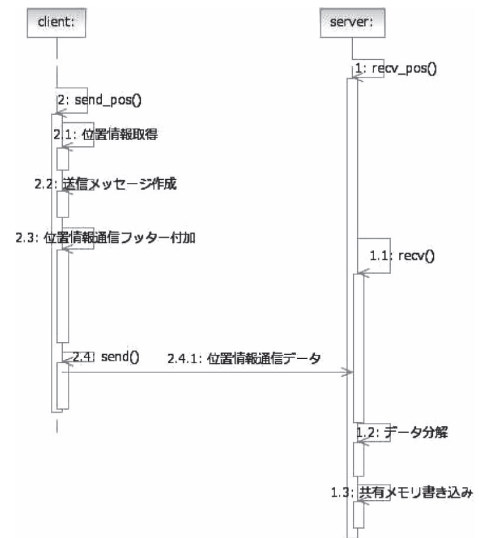 client:
server:
1: recv_pos()
2: send_pos()
2.1: 位置情報取得
2.2: 送信メッセージ作成
2.3: 位置情報通信フッター付加
1.1: recv()
2.4: send()
2.4.1: 位置情報通信データ
1.2: データ分解
1.3: 共有メモリ書き込み